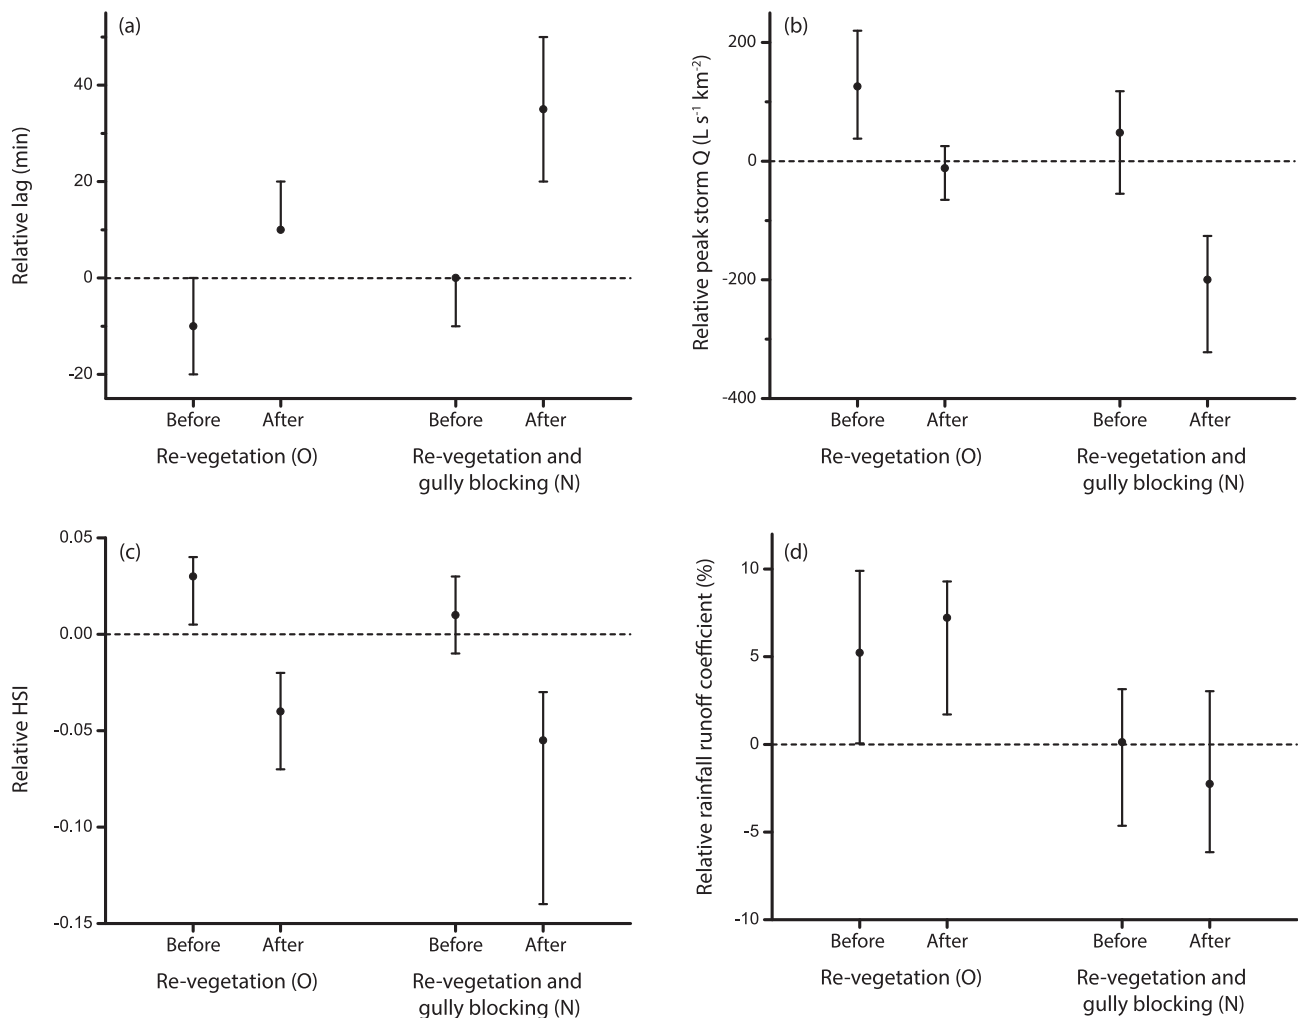 (a)
Relative lag (min)
40
20
0
-20
Before After Before After
Re-vegetation (O) Re-vegetation and
gully blocking (N)
(b)
Relative peak storm Q (L s⁻¹ km⁻²)
200
0
-200
-400
Before After Before After
Re-vegetation (O) Re-vegetation and
gully blocking (N)
(c)
Relative HSI
0.05
0.00
-0.05
-0.10
-0.15
Before After Before After
Re-vegetation (O) Re-vegetation and
gully blocking (N)
(d)
Relative rainfall runoff coefficient (%)
10
5
0
-5
-10
Before After Before After
Re-vegetation (O) Re-vegetation and
gully blocking (N)